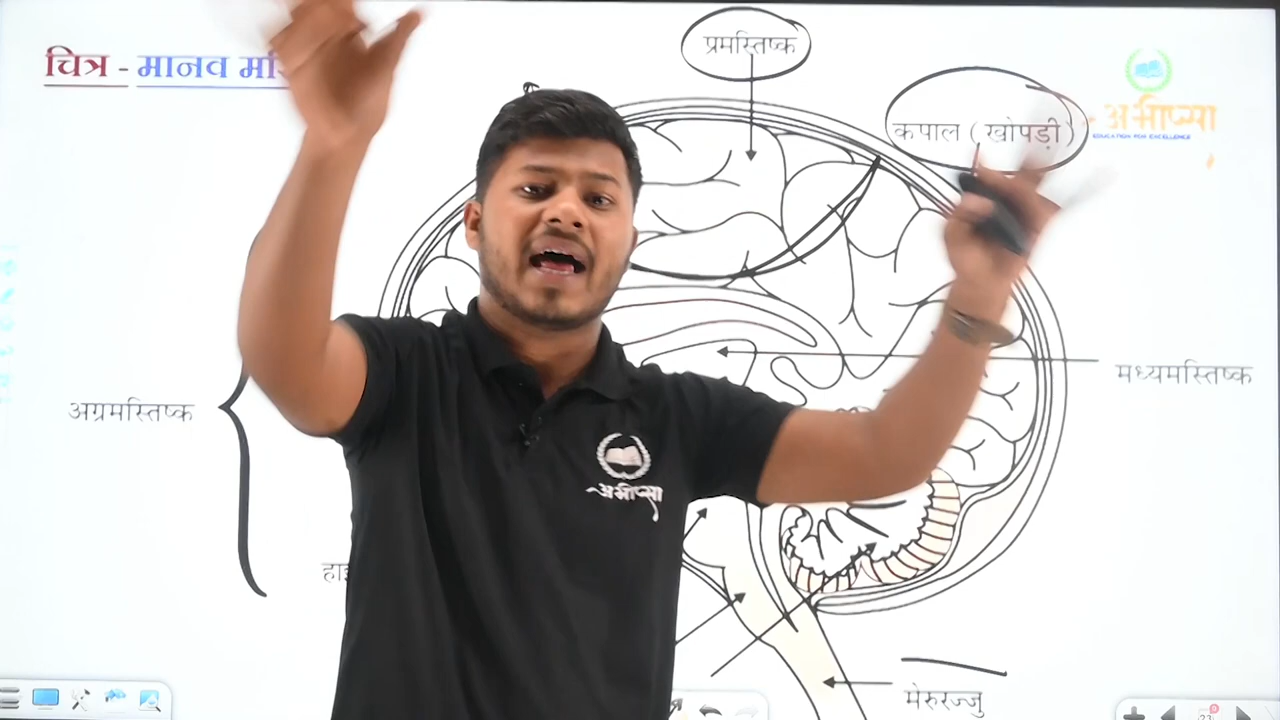 चित्र - मानव
प्रमस्तिष्क
कपाल (खोपड़ी)
अभीप्सा
EDUCATION FOR EXCELLENCE
मध्यमस्तिष्क
अग्रमस्तिष्क
अभीप्सा
मेरुरज्जु